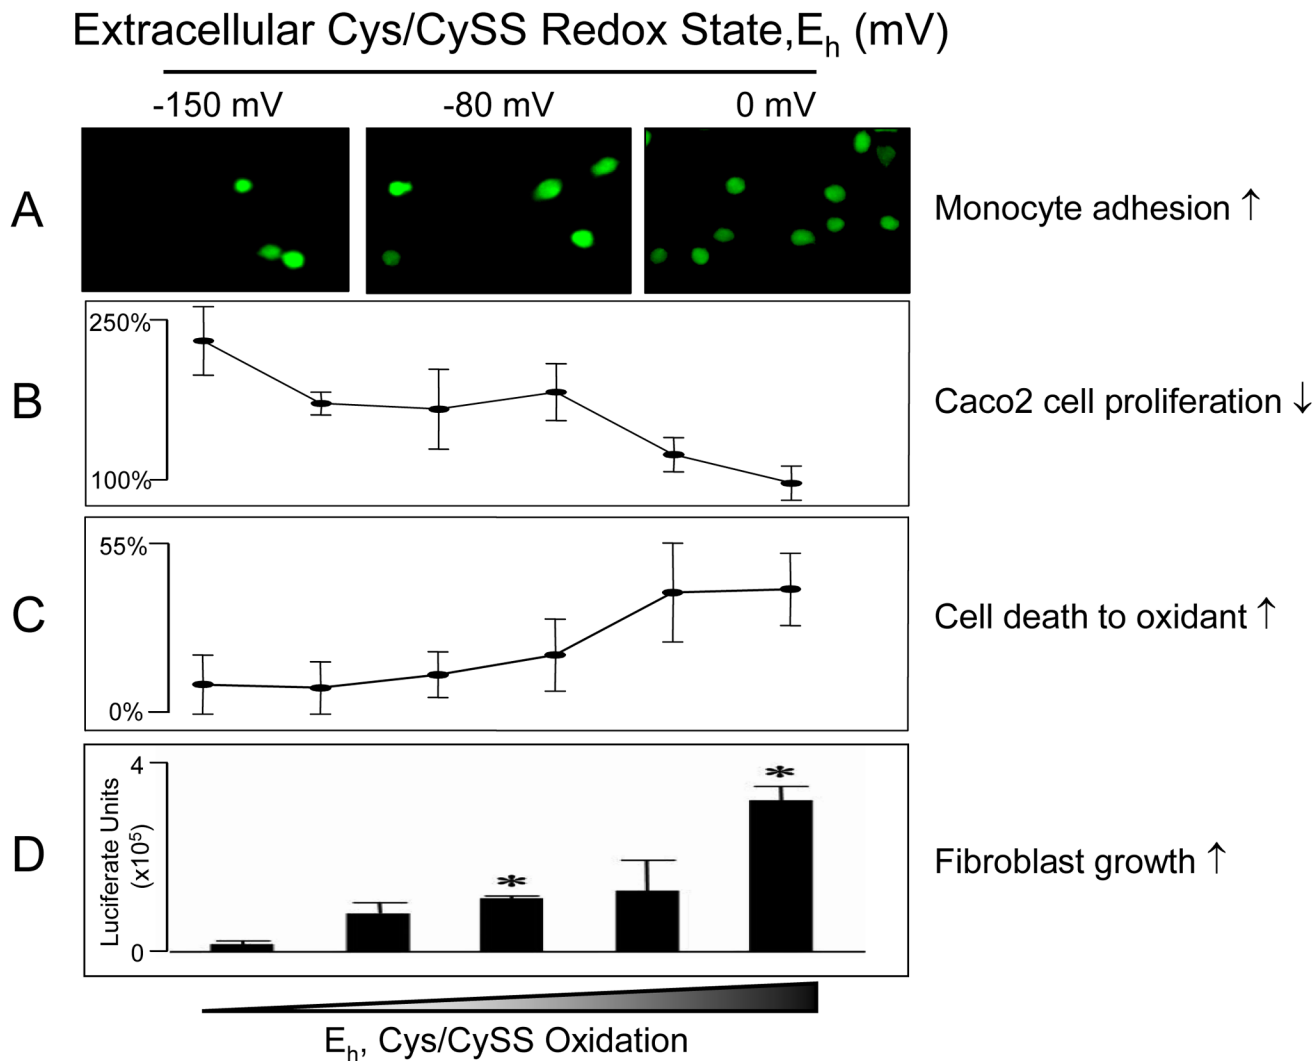 Extracellular Cys/CySS Redox State,Eh (mV)
-150 mV
-80 mV
0 mV
A
Monocyte adhesion ↑
250%
100%
B
Caco2 cell proliferation ↓
55%
0%
C
Cell death to oxidant ↑
4
0
Luciferate Units
(x10⁵)
*
*
D
Fibroblast growth ↑
Eh, Cys/CySS Oxidation